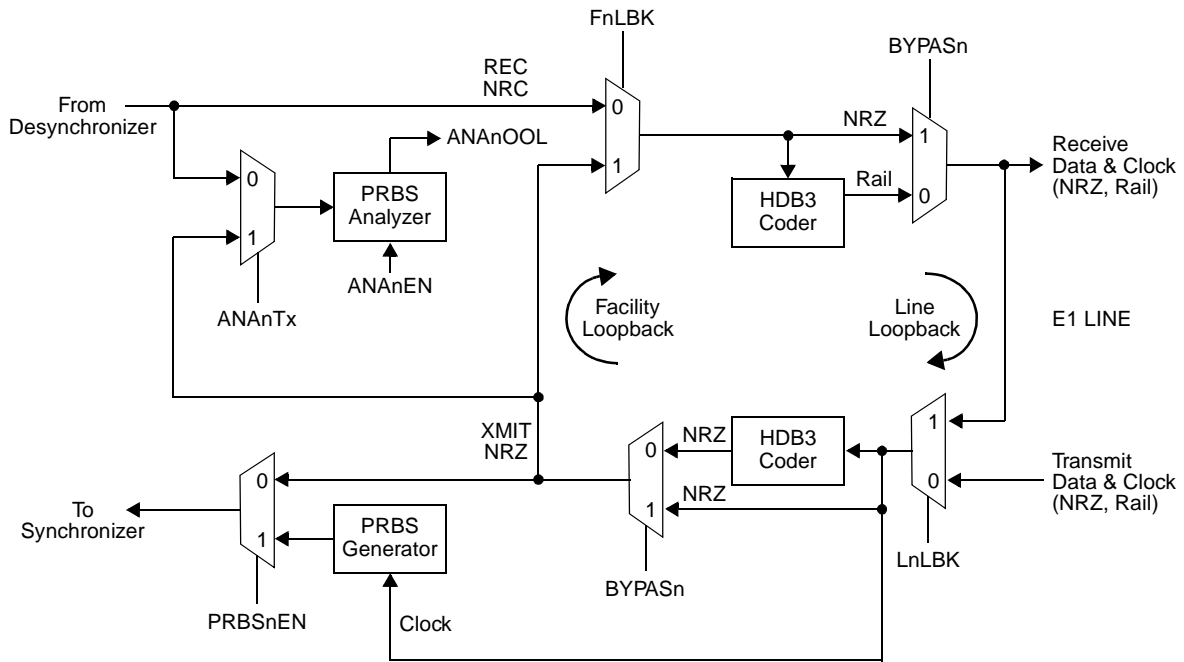 FnLBK
BYPASn
REC
NRC
From
Desynchronizer
0
1
ANAnOOL
0
1
PRBS
Analyzer
ANAnEN
ANAnTx
NRZ
Rail
HDB3
Coder
1
0
Receive
Data & Clock
(NRZ, Rail)
Facility
Loopback
Line
Loopback
E1 LINE
XMIT
NRZ
To
Synchronizer
0
1
PRBS
Generator
PRBSnEN
Clock
0
1
NRZ
NRZ
HDB3
Coder
BYPASn
1
0
LnLBK
Transmit
Data & Clock
(NRZ, Rail)